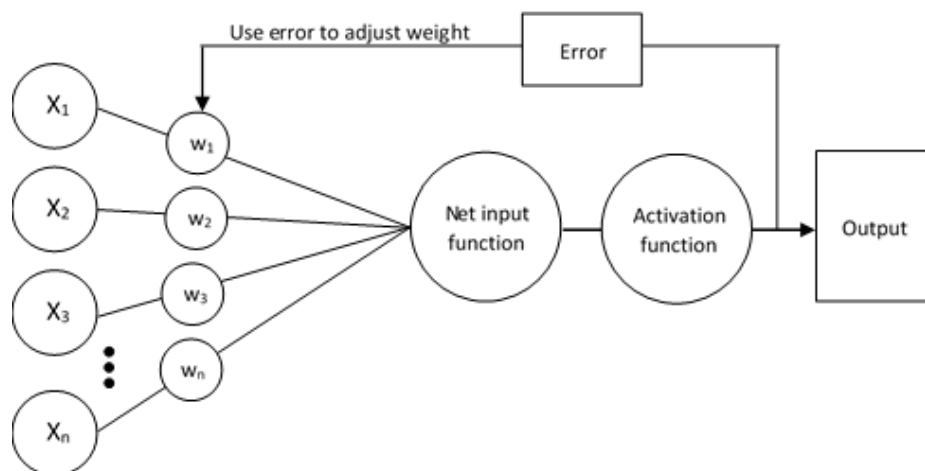 Use error to adjust weight
Error
X₁
w₁
X₂
w₂
Net input
function
Activation
function
Output
X₃
w₃
wₙ
Xₙ